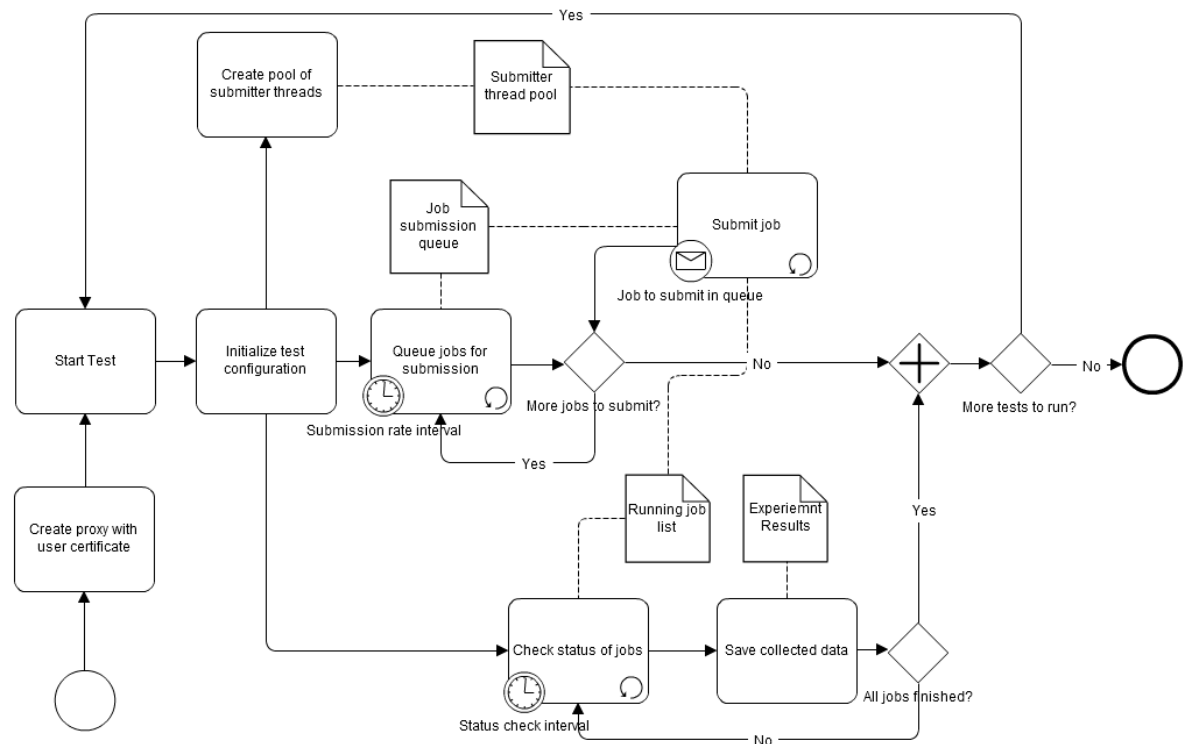 Yes
Create pool of
submitter threads
Submitter
thread pool
Job
submission
queue
Submit job
Job to submit in queue
Start Test
Initialize test
configuration
Queue jobs for
submission
Submission rate interval
More jobs to submit?
No
Yes
More tests to run?
No
Create proxy with
user certificate
Running job
list
Experiemnt
Results
Yes
Check status of jobs
Status check interval
Save collected data
All jobs finished?
No